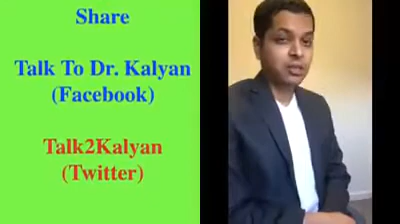 Share
Talk To Dr. Kalyan
(Facebook)
Talk2Kalyan
(Twitter)